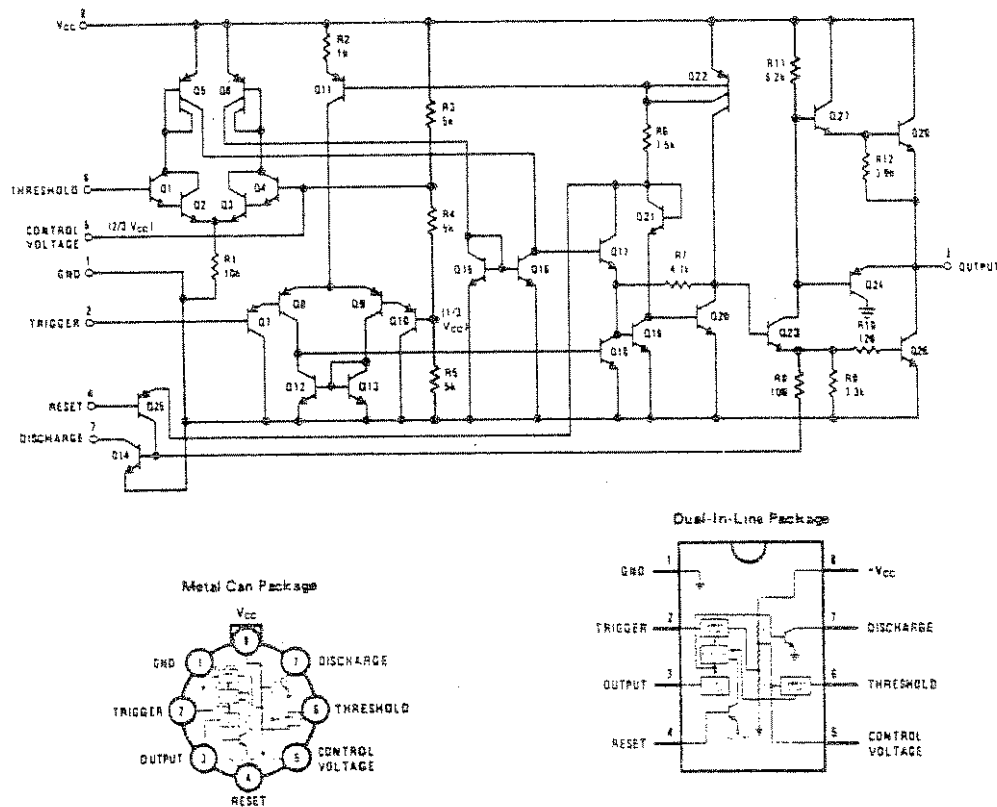 8
VCC
R2
1K
R11
6.2k
Q5
Q6
Q11
Q22
R3
5K
Q27
Q28
R6
7.5k
R12
3.9k
6
THRESHOLD
Q1
Q2
Q3
Q4
5
CONTROL
VOLTAGE
(2/3 VCC)
R4
5k
Q21
R1
10k
1
GND
Q15
Q16
Q17
R7
4.7k
Q24
3
OUTPUT
2
TRIGGER
Q7
Q8
Q9
Q10
(1/3
VCC)
Q18
Q19
Q20
Q23
R10
120
Q26
R5
5k
Q12
Q13
R8
100
R9
3.3k
4
RESET
Q25
7
DISCHARGE
Q14
Metal Can Package
VCC
8
GND
1
7
DISCHARGE
TRIGGER
2
6
THRESHOLD
OUTPUT
3
5
CONTROL
VOLTAGE
4
RESET
Dual-In-Line Package
GND
1
8
VCC
TRIGGER
2
7
DISCHARGE
OUTPUT
3
6
THRESHOLD
RESET
4
5
CONTROL
VOLTAGE